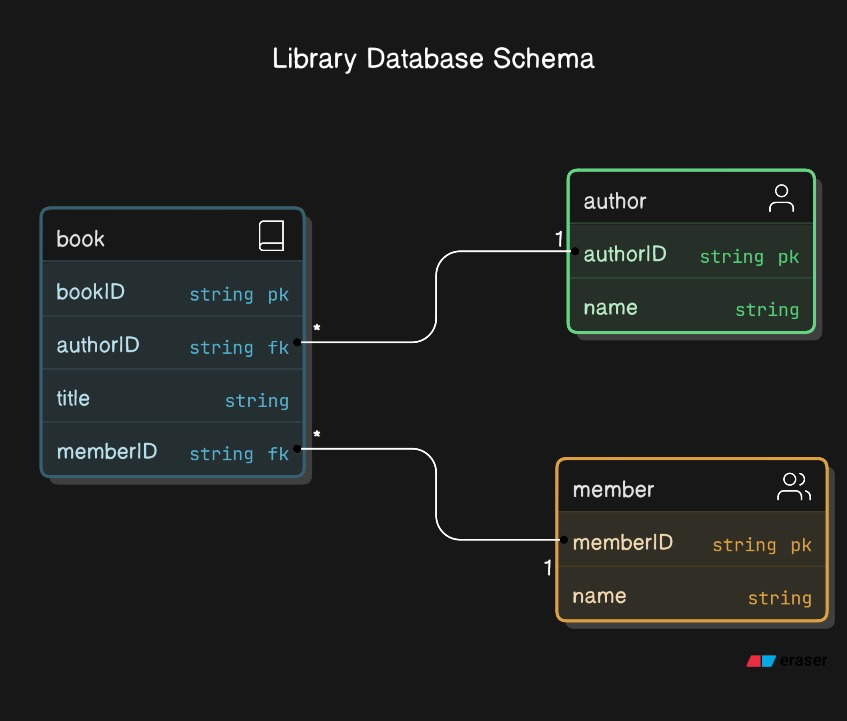 Library Database Schema
book
bookID string pk
authorID string fk
title string
memberID string fk
*
*
author
authorID string pk
name string
1
member
memberID string pk
name string
1
eraser